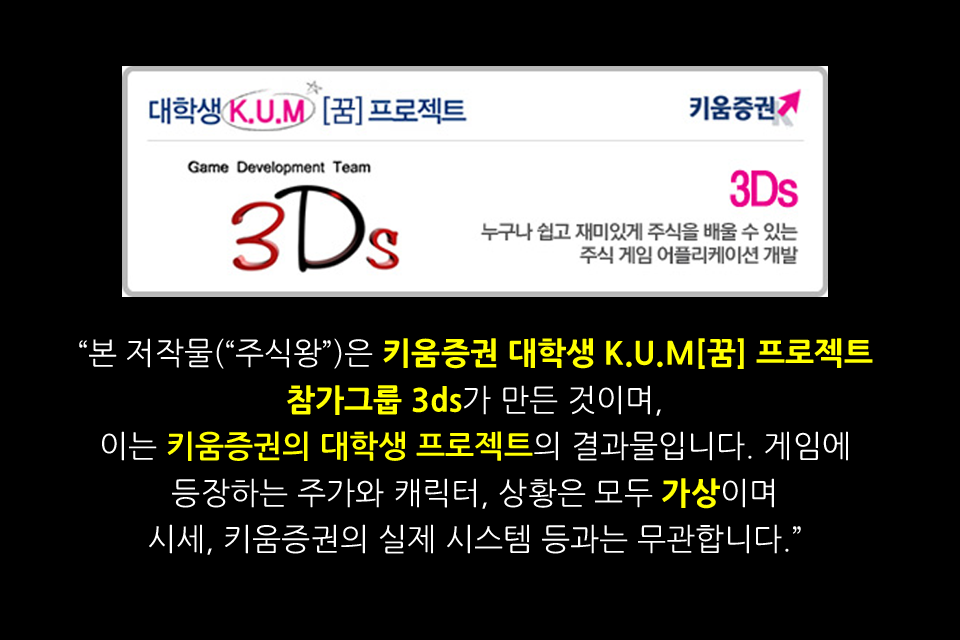 대학생 K.U.M [꿈] 프로젝트
키움증권
Game Development Team
3Ds
3Ds
누구나 쉽고 재미있게 주식을 배울 수 있는
주식 게임 어플리케이션 개발
“본 저작물(“주식왕”)은 키움증권 대학생 K.U.M[꿈] 프로젝트
참가그룹 3ds가 만든 것이며,
이는 키움증권의 대학생 프로젝트의 결과물입니다. 게임에
등장하는 주가와 캐릭터, 상황은 모두 가상이며
시세, 키움증권의 실제 시스템 등과는 무관합니다.”